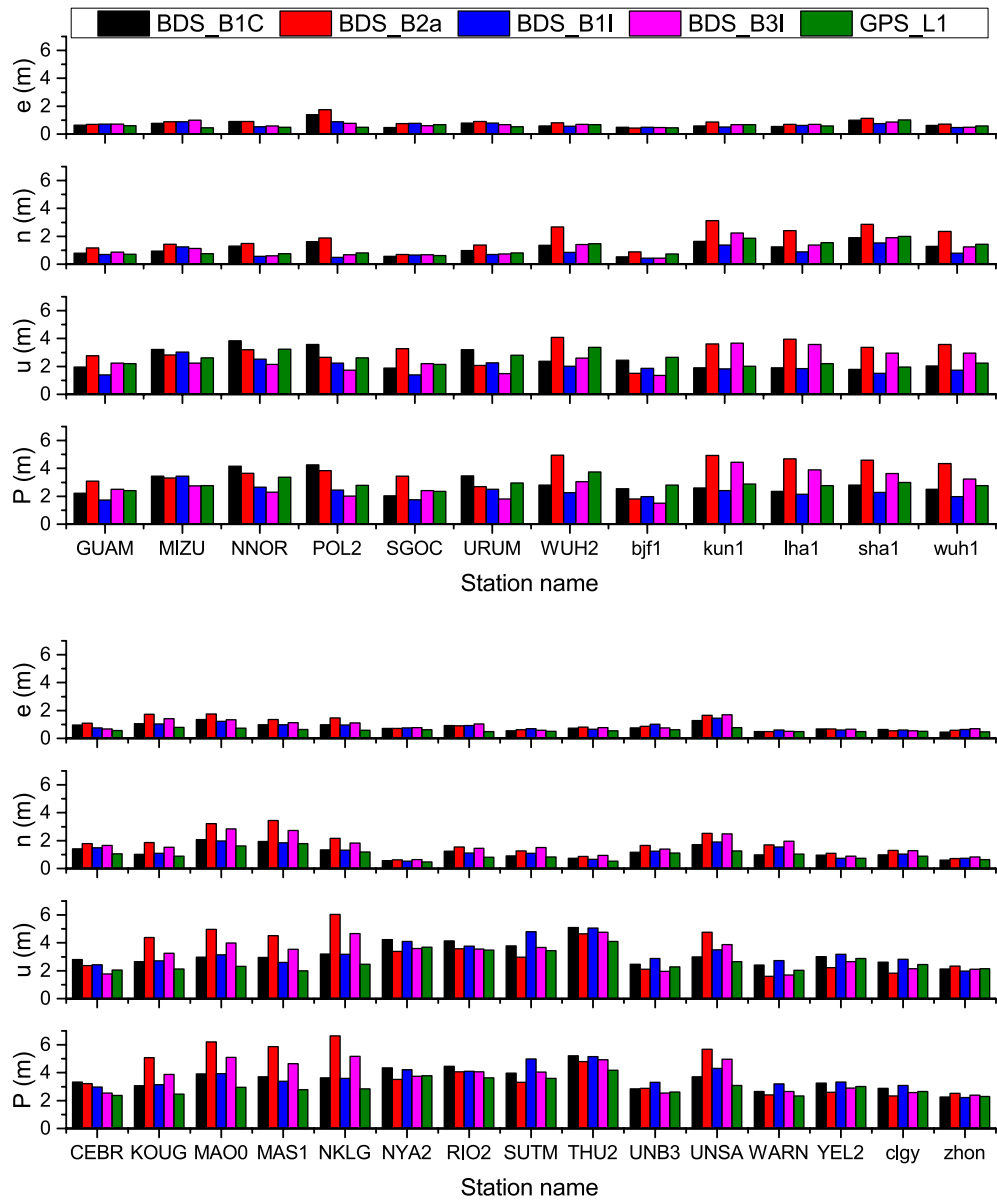 BDS_B1C BDS_B2a BDS_B1I BDS_B3I GPS_L1
e (m)
6
4
2
0
n (m)
6
4
2
0
u (m)
6
4
2
0
P (m)
6
4
2
0
GUAM MIZU NNOR POL2 SGOC URUM WUH2 bjf1 kun1 lha1 sha1 wuh1
Station name
e (m)
6
4
2
0
n (m)
6
4
2
0
u (m)
6
4
2
0
P (m)
6
4
2
0
CEBR KOUG MAO0 MAS1 NKLG NYA2 RIO2 SUTM THU2 UNB3 UNSA WARN YEL2 clgy zhon
Station name